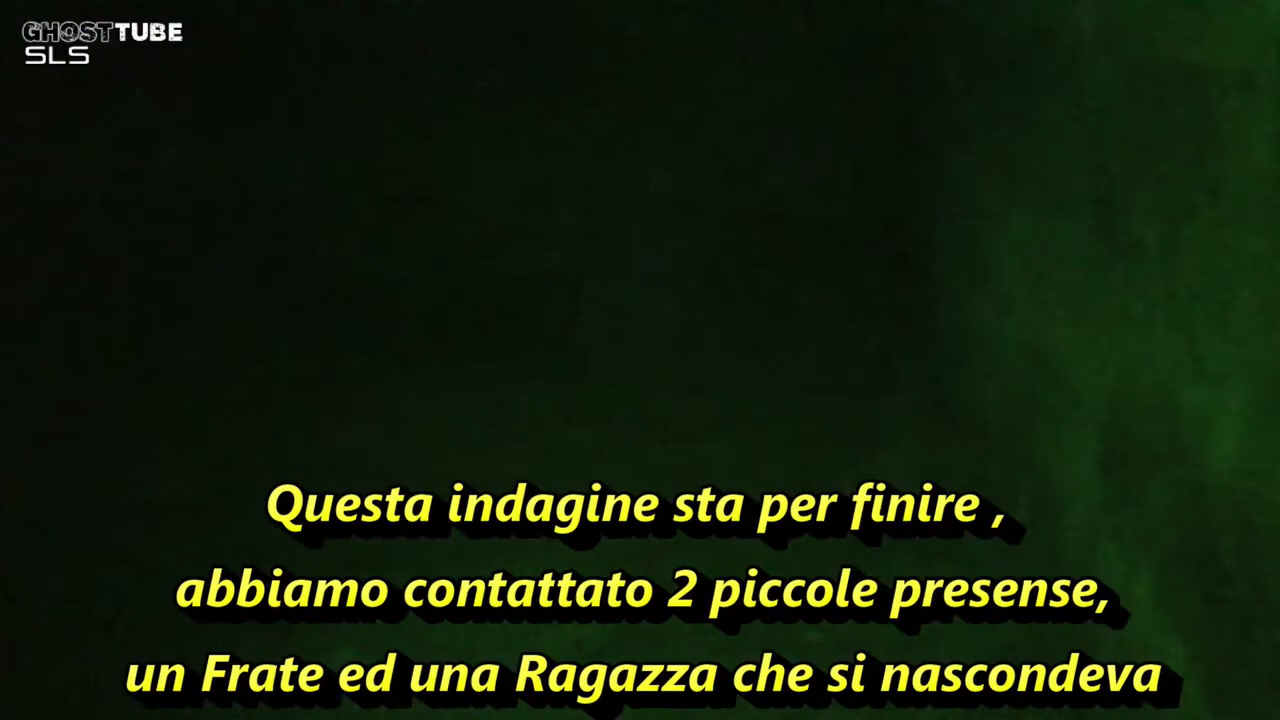 GHOSTTUBE
SLS
Questa indagine sta per finire ,
abbiamo contattato 2 piccole presense,
un Frate ed una Ragazza che si nascondeva